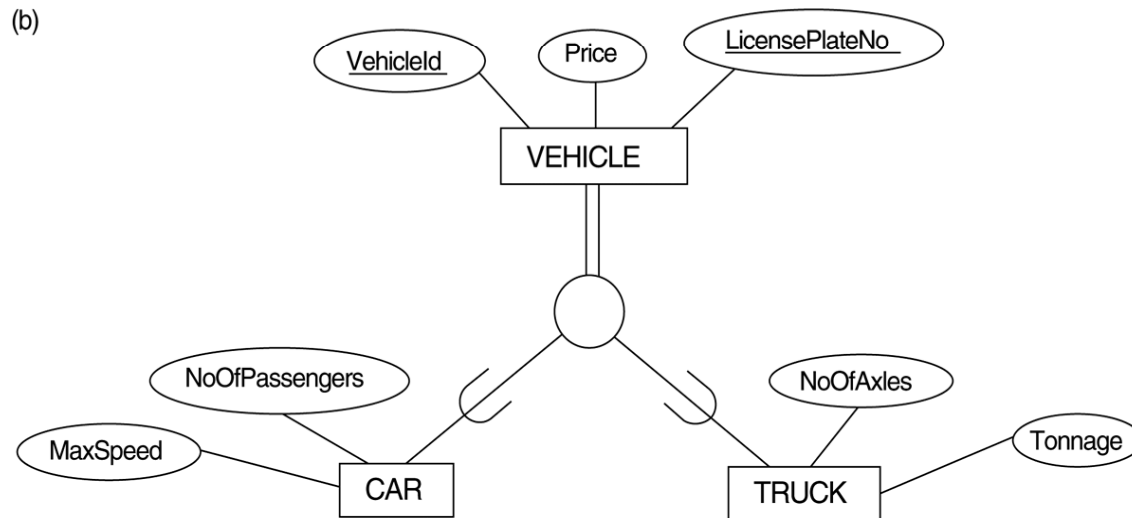 (b)
VehicleId
Price
LicensePlateNo
VEHICLE
NoOfPassengers
NoOfAxles
MaxSpeed
Tonnage
CAR
TRUCK